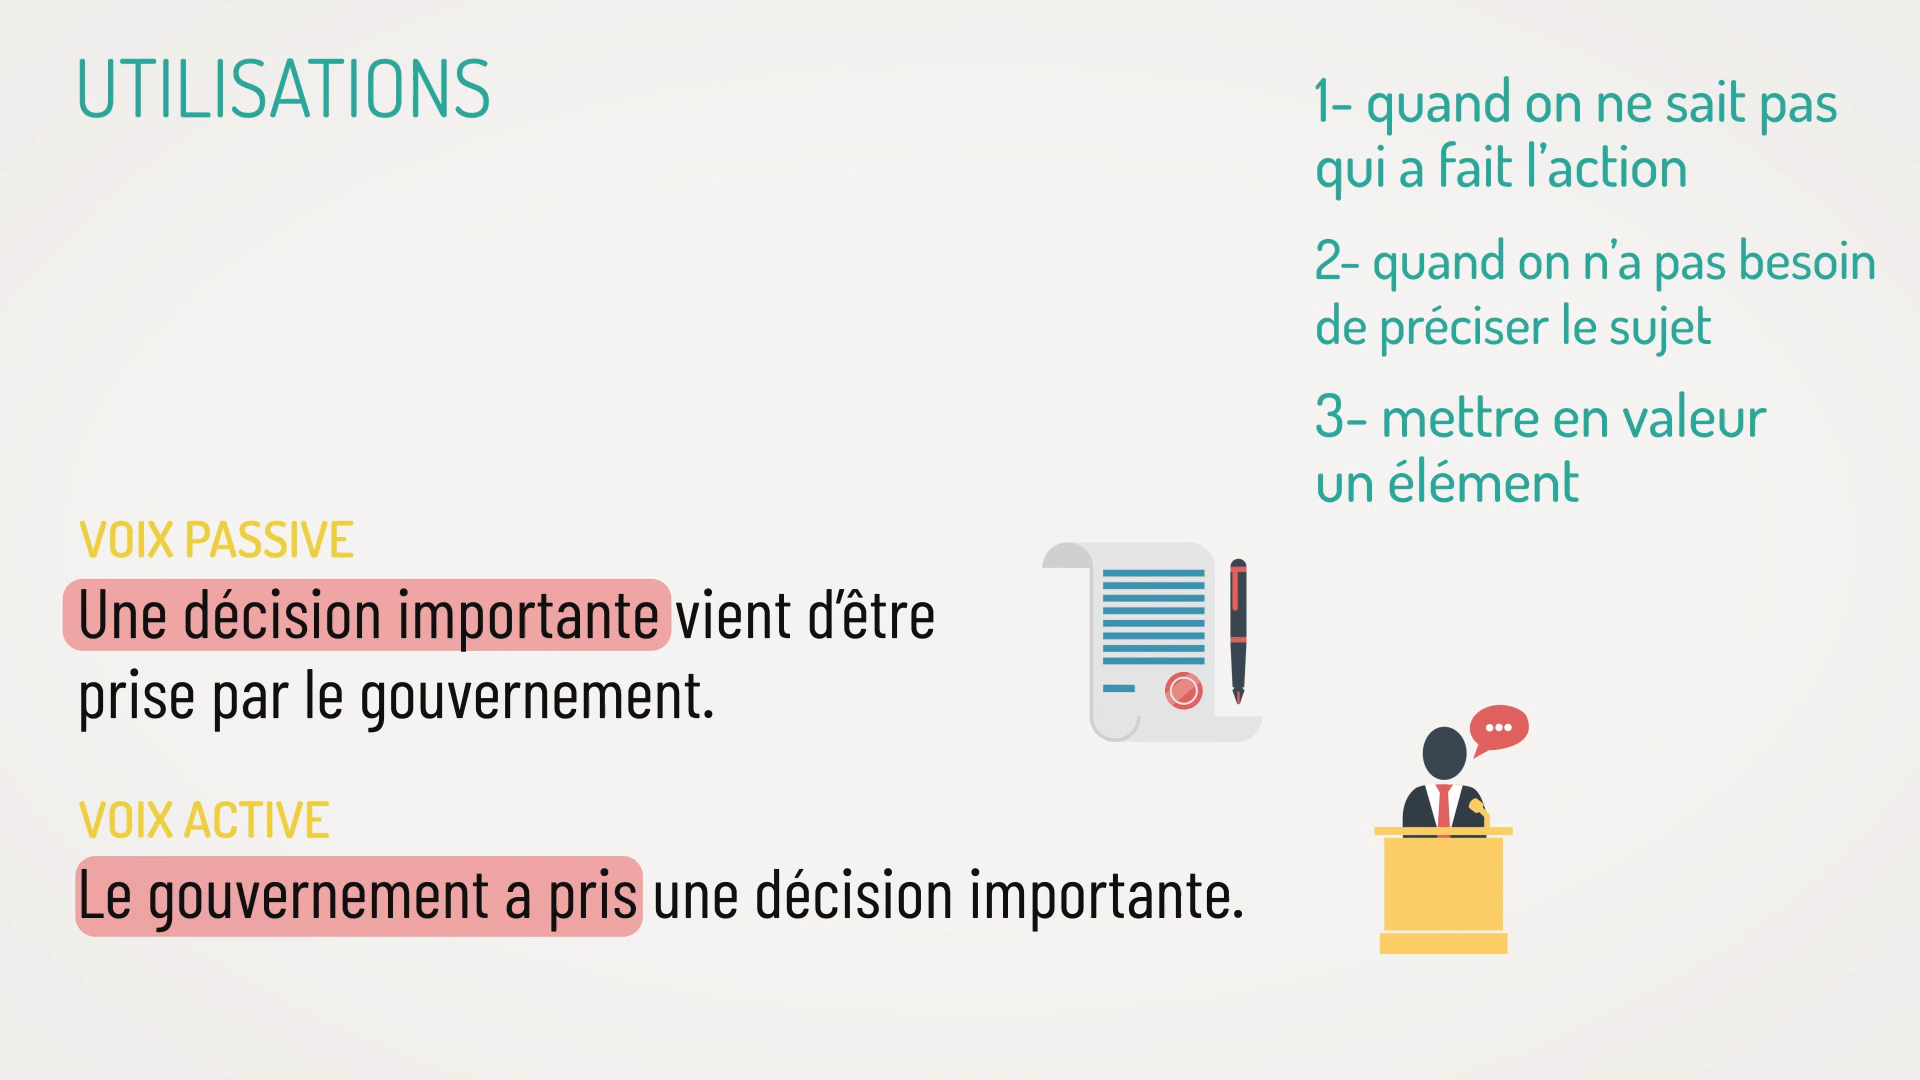 UTILISATIONS
1- quand on ne sait pas
qui a fait l’action
2- quand on n’a pas besoin
de préciser le sujet
3- mettre en valeur
un élément
VOIX PASSIVE
Une décision importante vient d’être
prise par le gouvernement.
VOIX ACTIVE
Le gouvernement a pris une décision importante.